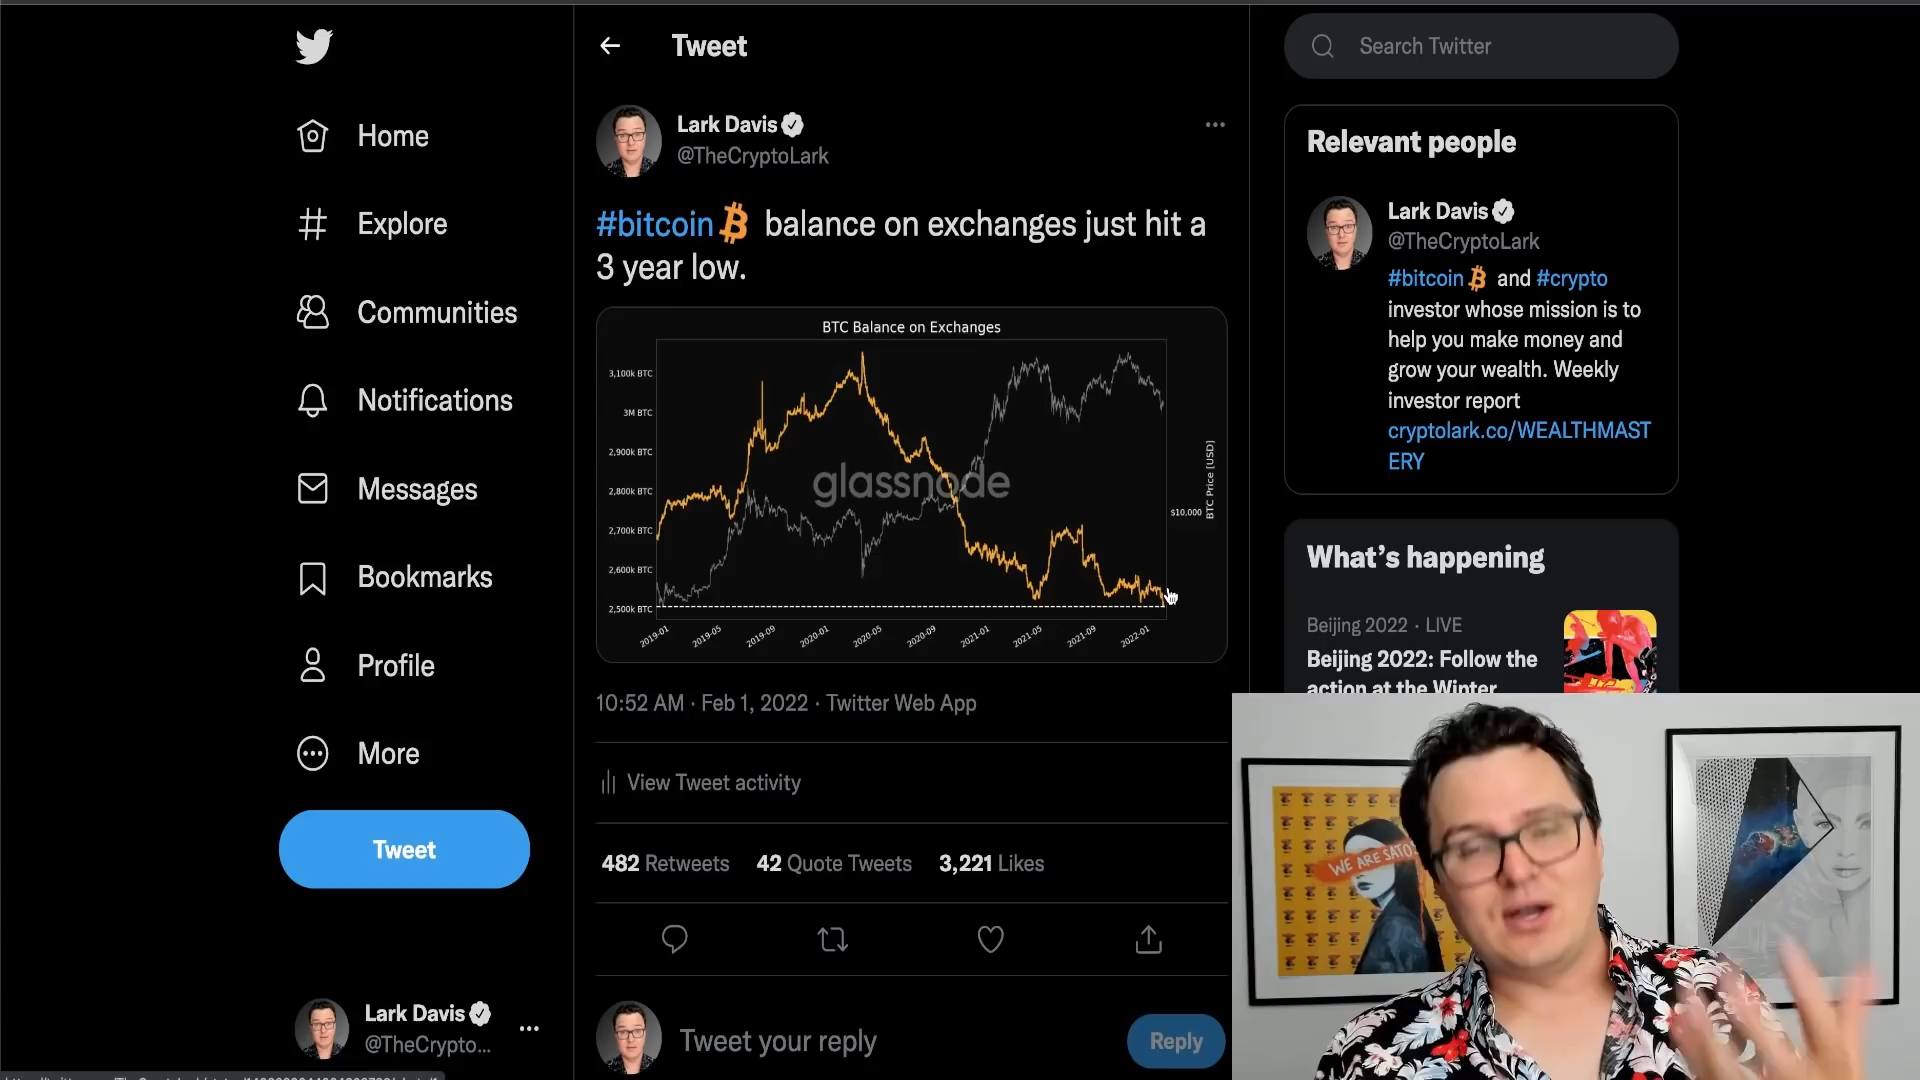 Home
Explore
Communities
Notifications
Messages
Bookmarks
Profile
More
Tweet
Lark Davis
@TheCrypto...
Tweet
Lark Davis
@TheCryptoLark
#bitcoin balance on exchanges just hit a
3 year low.
BTC Balance on Exchanges
3,100k BTC
3M BTC
2,900k BTC
2,800k BTC
2,700k BTC
2,600k BTC
2,500k BTC
glassnode
$10,000
BTC Price [USD]
2019-01
2019-05
2019-09
2020-01
2020-05
2020-09
2021-01
2021-05
2021-09
2022-01
10:52 AM · Feb 1, 2022 · Twitter Web App
View Tweet activity
482 Retweets 42 Quote Tweets 3,221 Likes
Tweet your reply
Reply
Search Twitter
Relevant people
Lark Davis
@TheCryptoLark
#bitcoin and #crypto
investor whose mission is to
help you make money and
grow your wealth. Weekly
investor report
cryptolark.co/WEALTHMAST
ERY
What's happening
Beijing 2022 · LIVE
Beijing 2022: Follow the
action at the Winter
WE ARE SATO